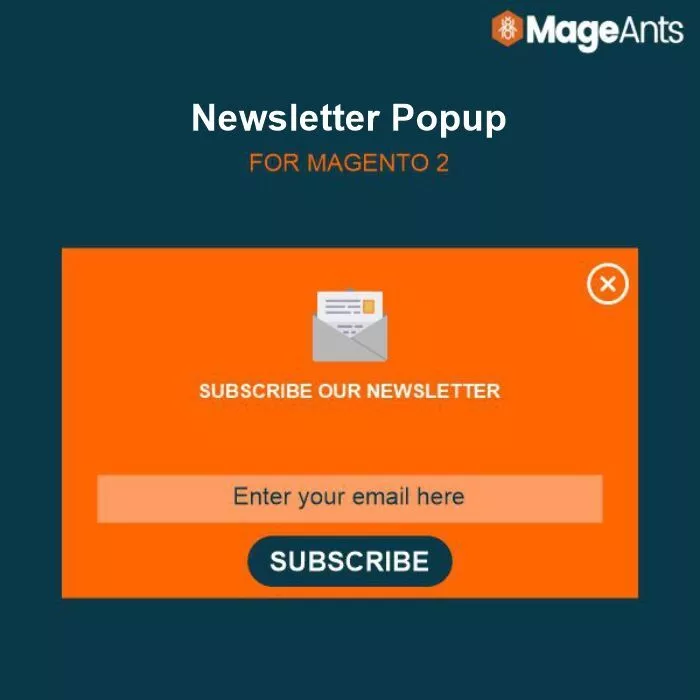 MageAnts
Newsletter Popup
FOR MAGENTO 2
SUBSCRIBE OUR NEWSLETTER
Enter your email here
SUBSCRIBE